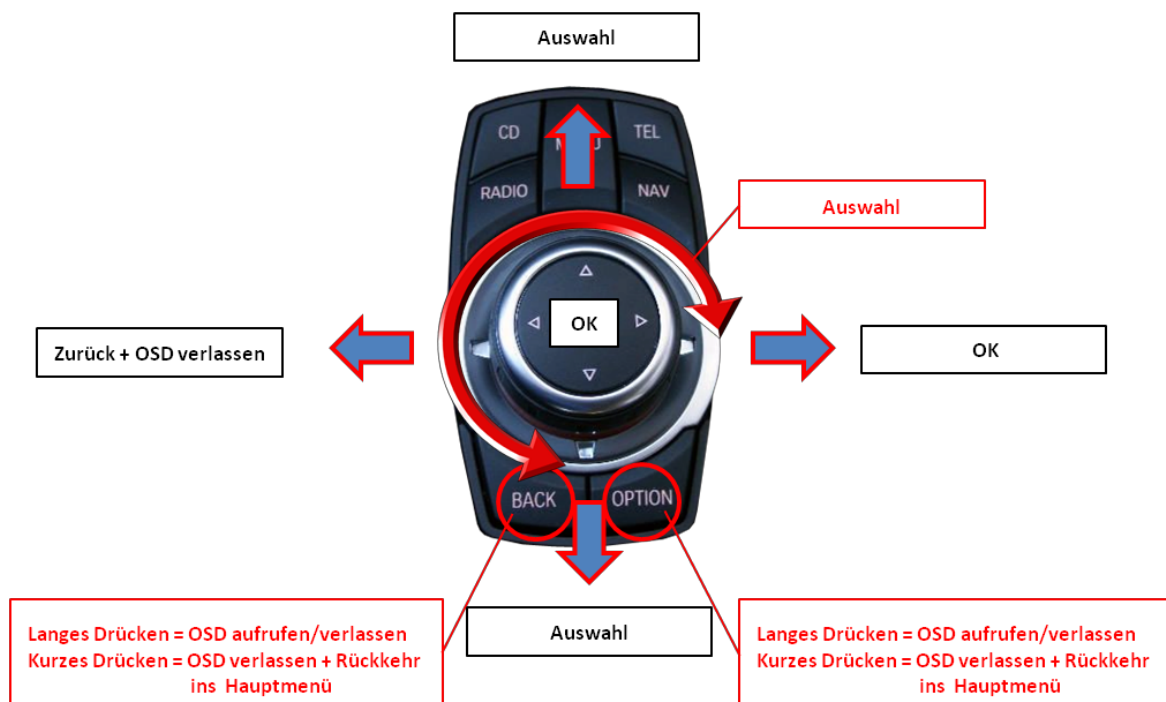 Auswahl
CD
TEL
RADIO
NAV
Auswahl
OK
Zurück + OSD verlassen
OK
BACK
OPTION
Auswahl
Langes Drücken = OSD aufrufen/verlassen
Kurzes Drücken = OSD verlassen + Rückkehr
ins Hauptmenü
Langes Drücken = OSD aufrufen/verlassen
Kurzes Drücken = OSD verlassen + Rückkehr
ins Hauptmenü